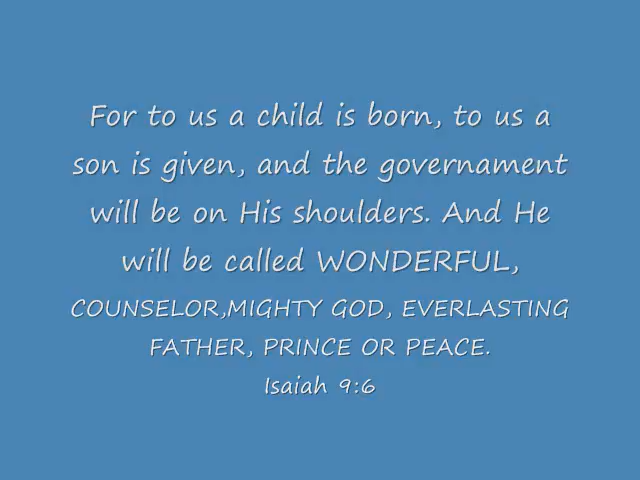 For to us a child is born, to us a
son is given, and the governament
will be on His shoulders. And He
will be called WONDERFUL,
COUNSELOR,MIGHTY GOD, EVERLASTING
FATHER, PRINCE OR PEACE.
Isaiah 9:6